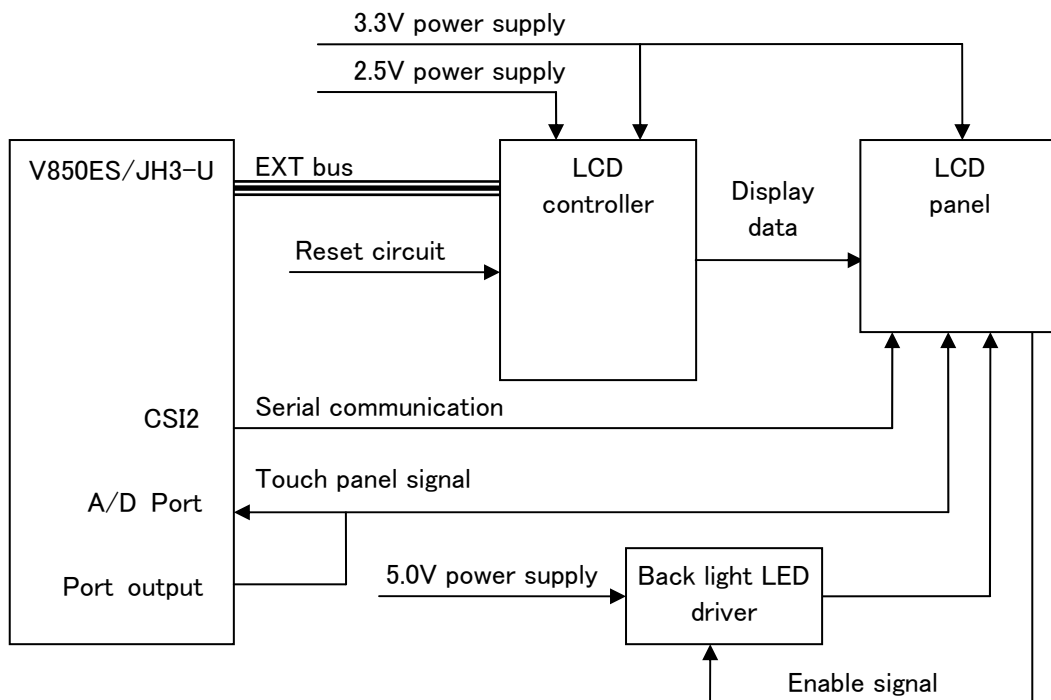 3.3V power supply
2.5V power supply
V850ES/JH3-U
EXT bus
LCD
controller
Display
data
LCD
panel
Reset circuit
CSI2
Serial communication
A/D Port
Touch panel signal
Port output
5.0V power supply
Back light LED
driver
Enable signal